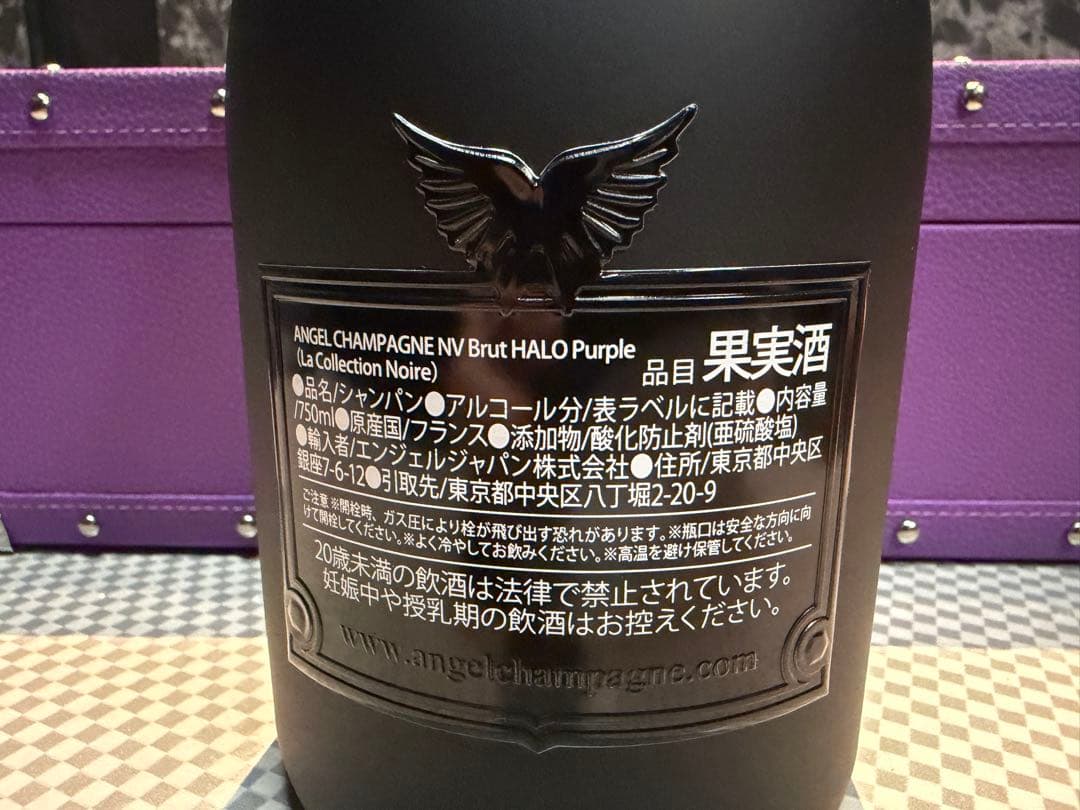 ANGEL CHAMPAGNE NV Brut HALO Purple
(La Collection Noire)
品目 果実酒
●品名/シャンパン●アルコール分/表ラベルに記載●内容量
/750ml●原産国/フランス●添加物/酸化防止剤(亜硫酸塩)
●輸入者/エンジェルジャパン株式会社●住所/東京都中央区
銀座7-6-12●引取先/東京都中央区八丁堀2-20-9
ご注意 ※開栓時、ガス圧により栓が飛び出す恐れがあります。※瓶口は安全な方向に向
けて開栓してください。※よく冷やしてお飲みください。※高温を避け保管してください。
20歳未満の飲酒は法律で禁止されています。
妊娠中や授乳期の飲酒はお控えください。
www.angelchampagne.com